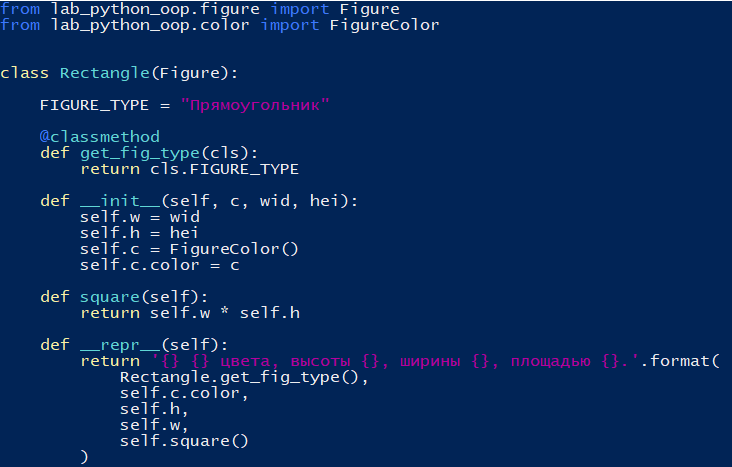 from lab_python_oop.figure import Figure
from lab_python_oop.color import FigureColor
class Rectangle(Figure):
    FIGURE_TYPE = "Прямоугольник"
    @classmethod
    def get_fig_type(cls):
        return cls.FIGURE_TYPE
    def __init__(self, c, wid, hei):
        self.w = wid
        self.h = hei
        self.c = FigureColor()
        self.c.color = c
    def square(self):
        return self.w * self.h
    def __repr__(self):
        return '{} {} цвета, высоты {}, ширины {}, площадью {}.'.format(
            Rectangle.get_fig_type(),
            self.c.color,
            self.h,
            self.w,
            self.square()
        )